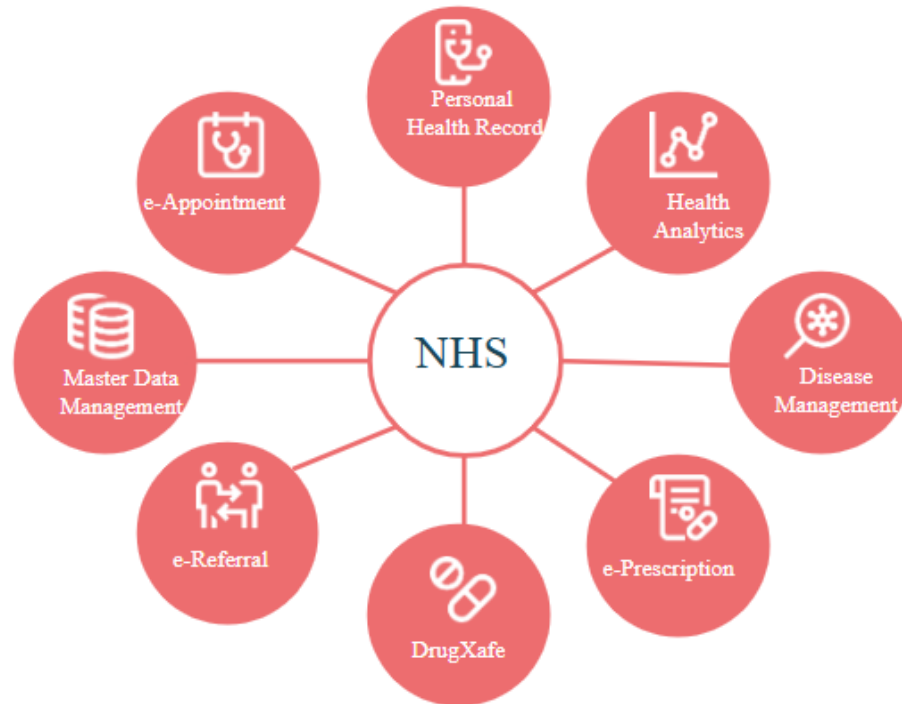 Personal
Health Record
e-Appointment
Health
Analytics
Master Data
Management
NHS
Disease
Management
e-Referral
e-Prescription
DrugXafe